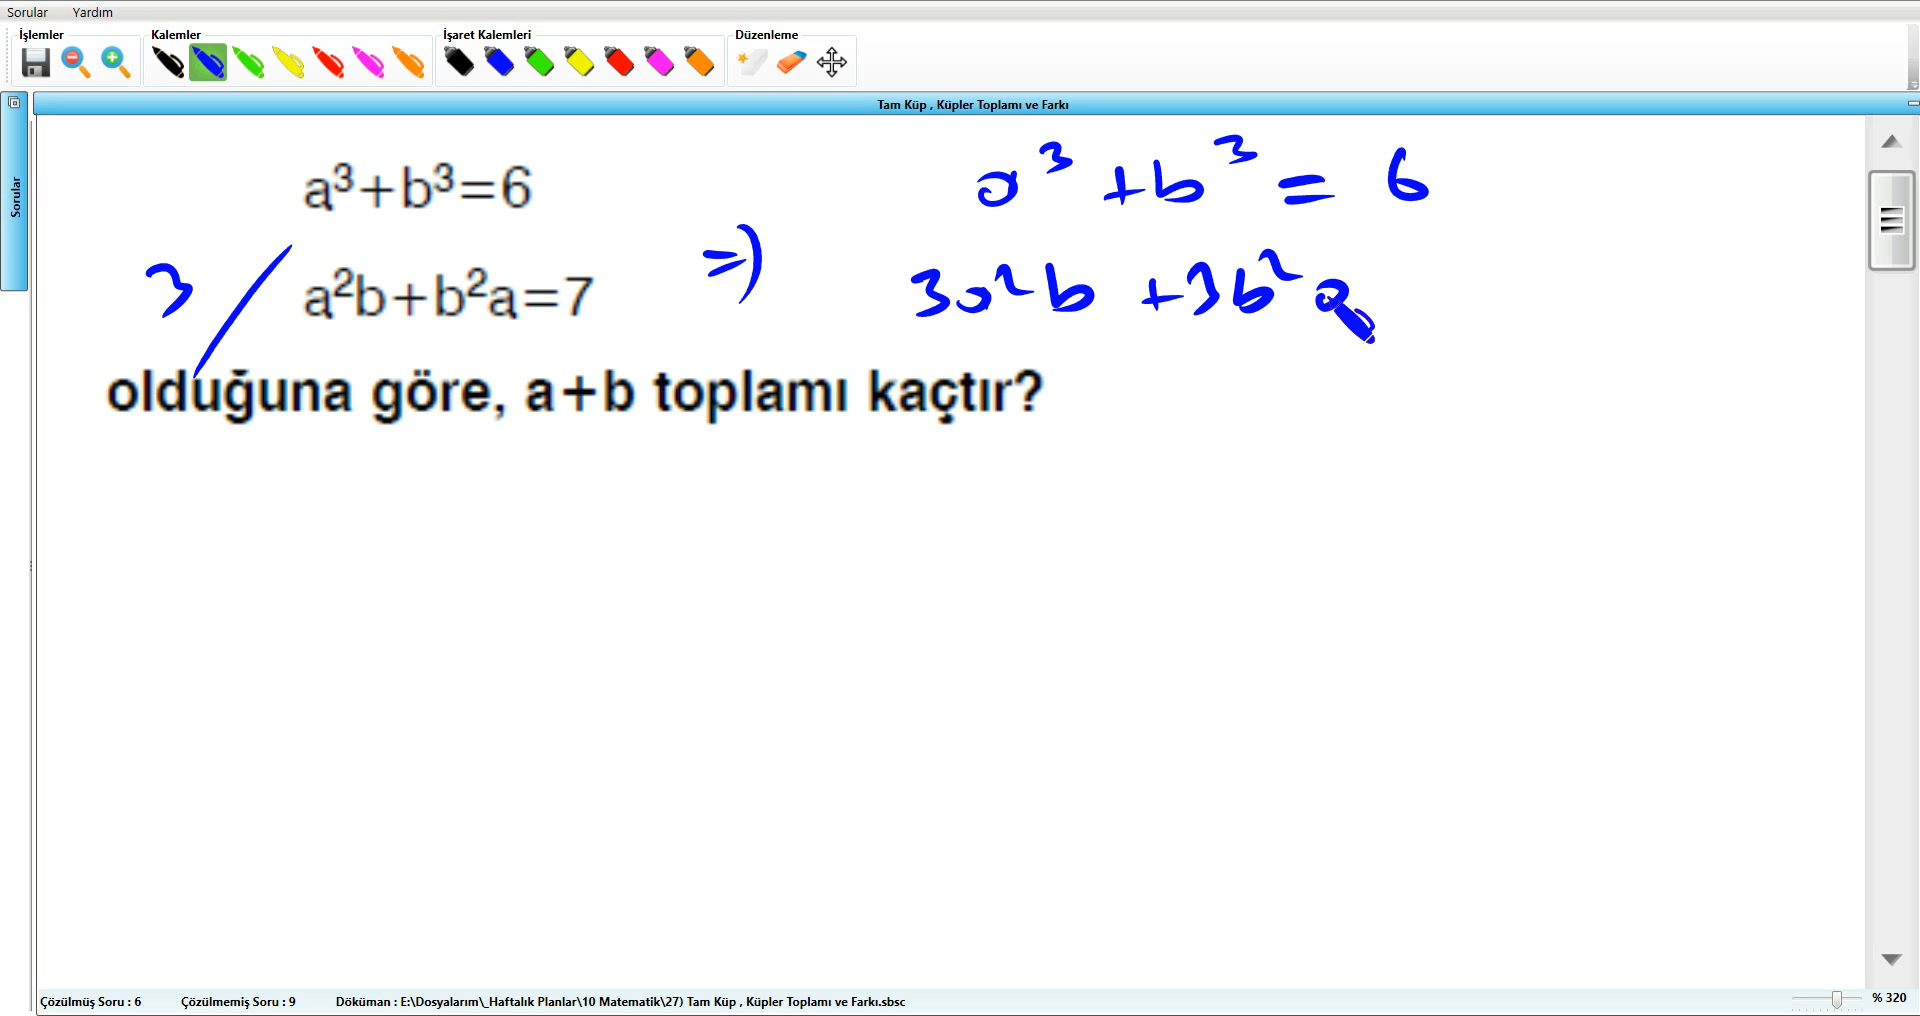 Sorular Yardım
İşlemler Kalemler İşaret Kalemleri Düzenleme
Tam Küp , Küpler Toplamı ve Farkı
Sorular
a³+b³=6
a³ +b³ = 6
3
a²b+b²a=7
⇒
3a²b +3b²a
olduğuna göre, a+b toplamı kaçtır?
Çözülmüş Soru : 6 Çözülmemiş Soru : 9 Döküman : E:\Dosyalarım\_Haftalık Planlar\10 Matematik\27) Tam Küp , Küpler Toplamı ve Farkı.sbsc % 320